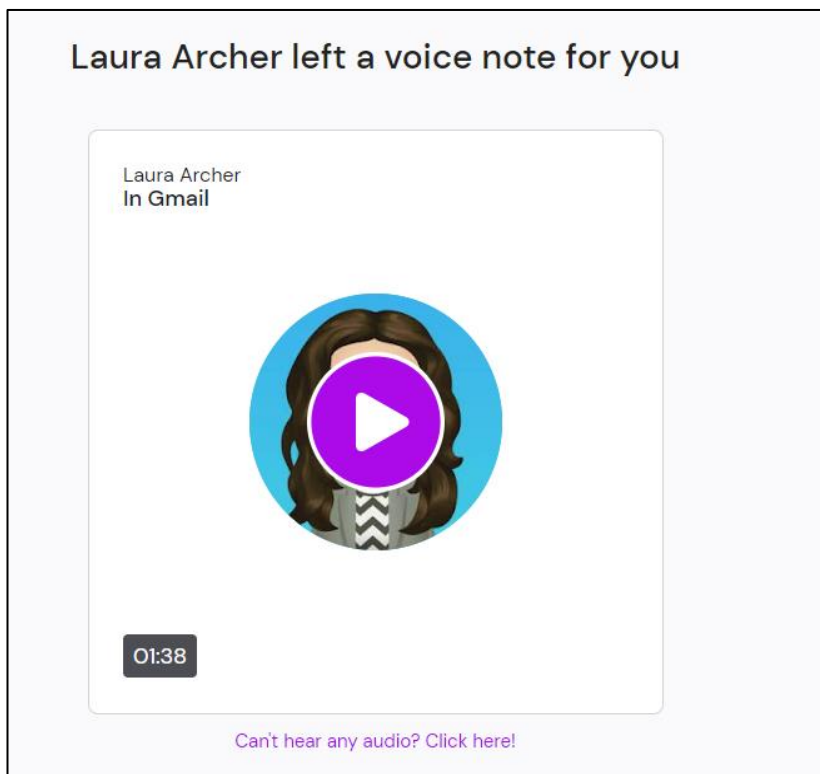 Laura Archer left a voice note for you
Laura Archer
In Gmail
01:38
Can't hear any audio? Click here!